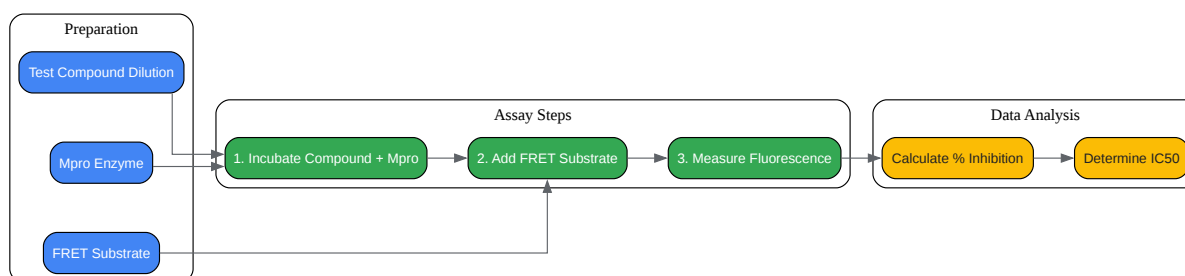 Preparation
Test Compound Dilution
Mpro Enzyme
FRET Substrate
Assay Steps
1. Incubate Compound + Mpro
2. Add FRET Substrate
3. Measure Fluorescence
Data Analysis
Calculate % Inhibition
Determine IC50